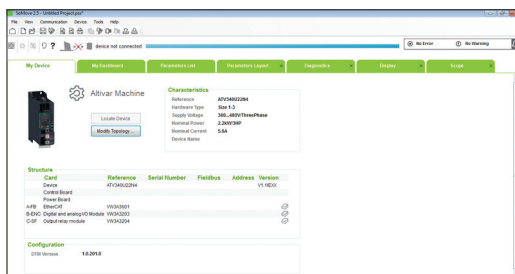 SoMove 2.5 - Untitled Project.psx*
File View Communication Device Tools Help
device not connected
No Error No Warning
My Device My Dashboard Parameters List Parameters Layout Diagnostics Display Scope
Altivar Machine
Locate Device
Modify Topology ...
Characteristics
Reference ATV340U22N4
Hardware Type Size 1-3
Supply Voltage 380...480V/ThreePhase
Nominal Power 2.2kW/3HP
Nominal Current 5.6A
Device Name
Structure
Card Reference Serial Number Fieldbus Address Version
Device ATV340U22N4 V1.1IEXX
Control Board
Power Board
A-FB EtherCAT VW3A3601
B-ENC Digital and analog I/O Module VW3A3203
C-SF Output relay module VW3A3204
Configuration
DTM Version 1.0.201.0